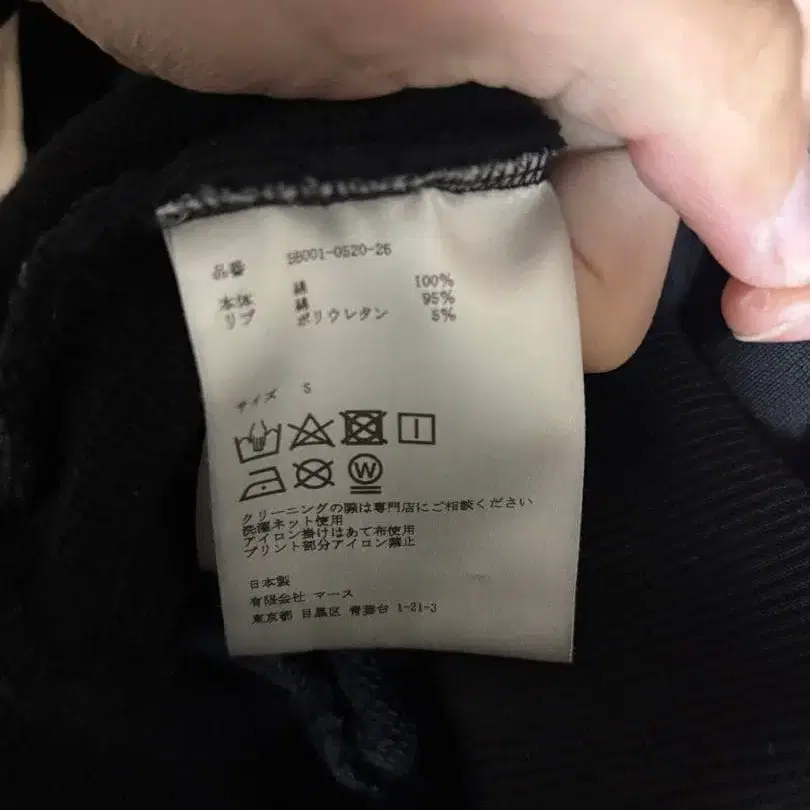 品番 SB001-0520-26
本体 綿 100%
リブ 綿 95%
ポリウレタン 5%
サイズ S
W
クリーニングの際は専門店にご相談ください
洗濯ネット使用
アイロン掛けはあて布使用
プリント部分アイロン禁止
日本製
有限会社 マース
東京都 目黒区 青葉台 1-21-3